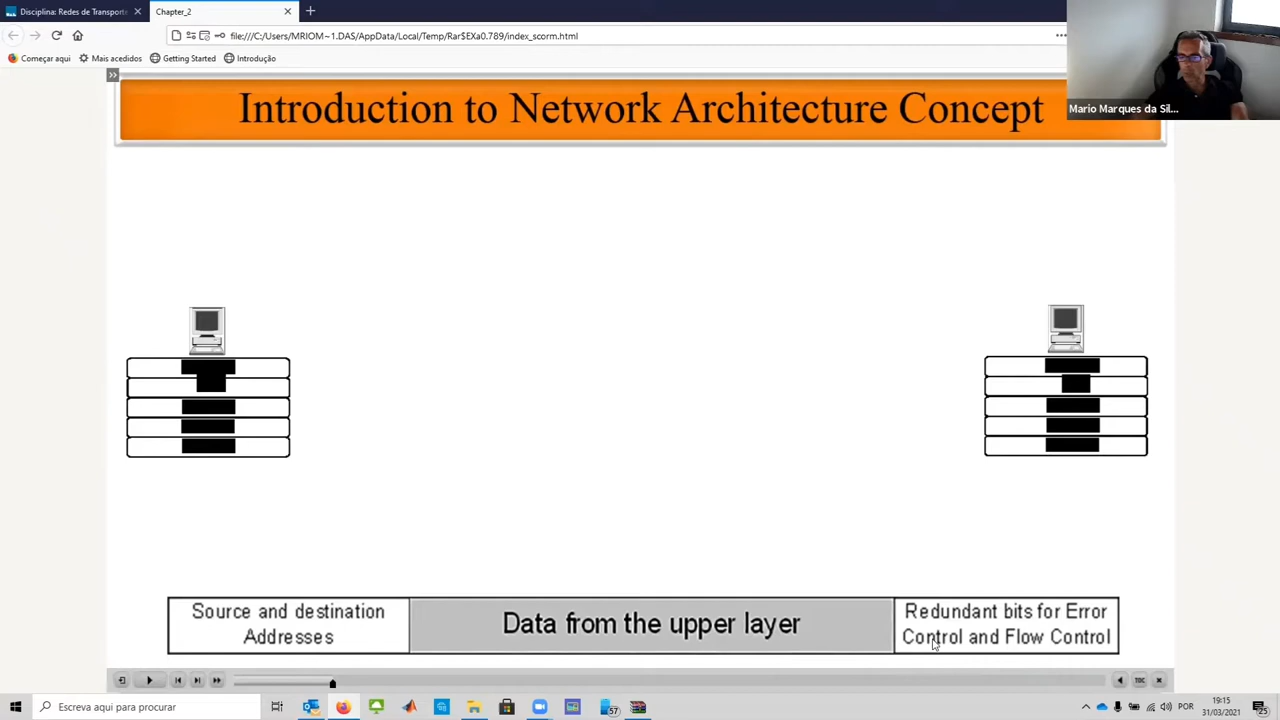 Disciplina: Redes de Transporte
Chapter_2
file:///C:/Users/MRIOM~1.DAS/AppData/Local/Temp/Rar$EXa0.789/index_scorm.html
Começar aqui
Mais acedidos
Getting Started
Introdução
Mario Marques da Sil...
Introduction to Network Architecture Concept
Source and destination
Addresses
Data from the upper layer
Redundant bits for Error
Control and Flow Control
TOC
Escreva aqui para procurar
57
POR
19:15
31/03/2021
25